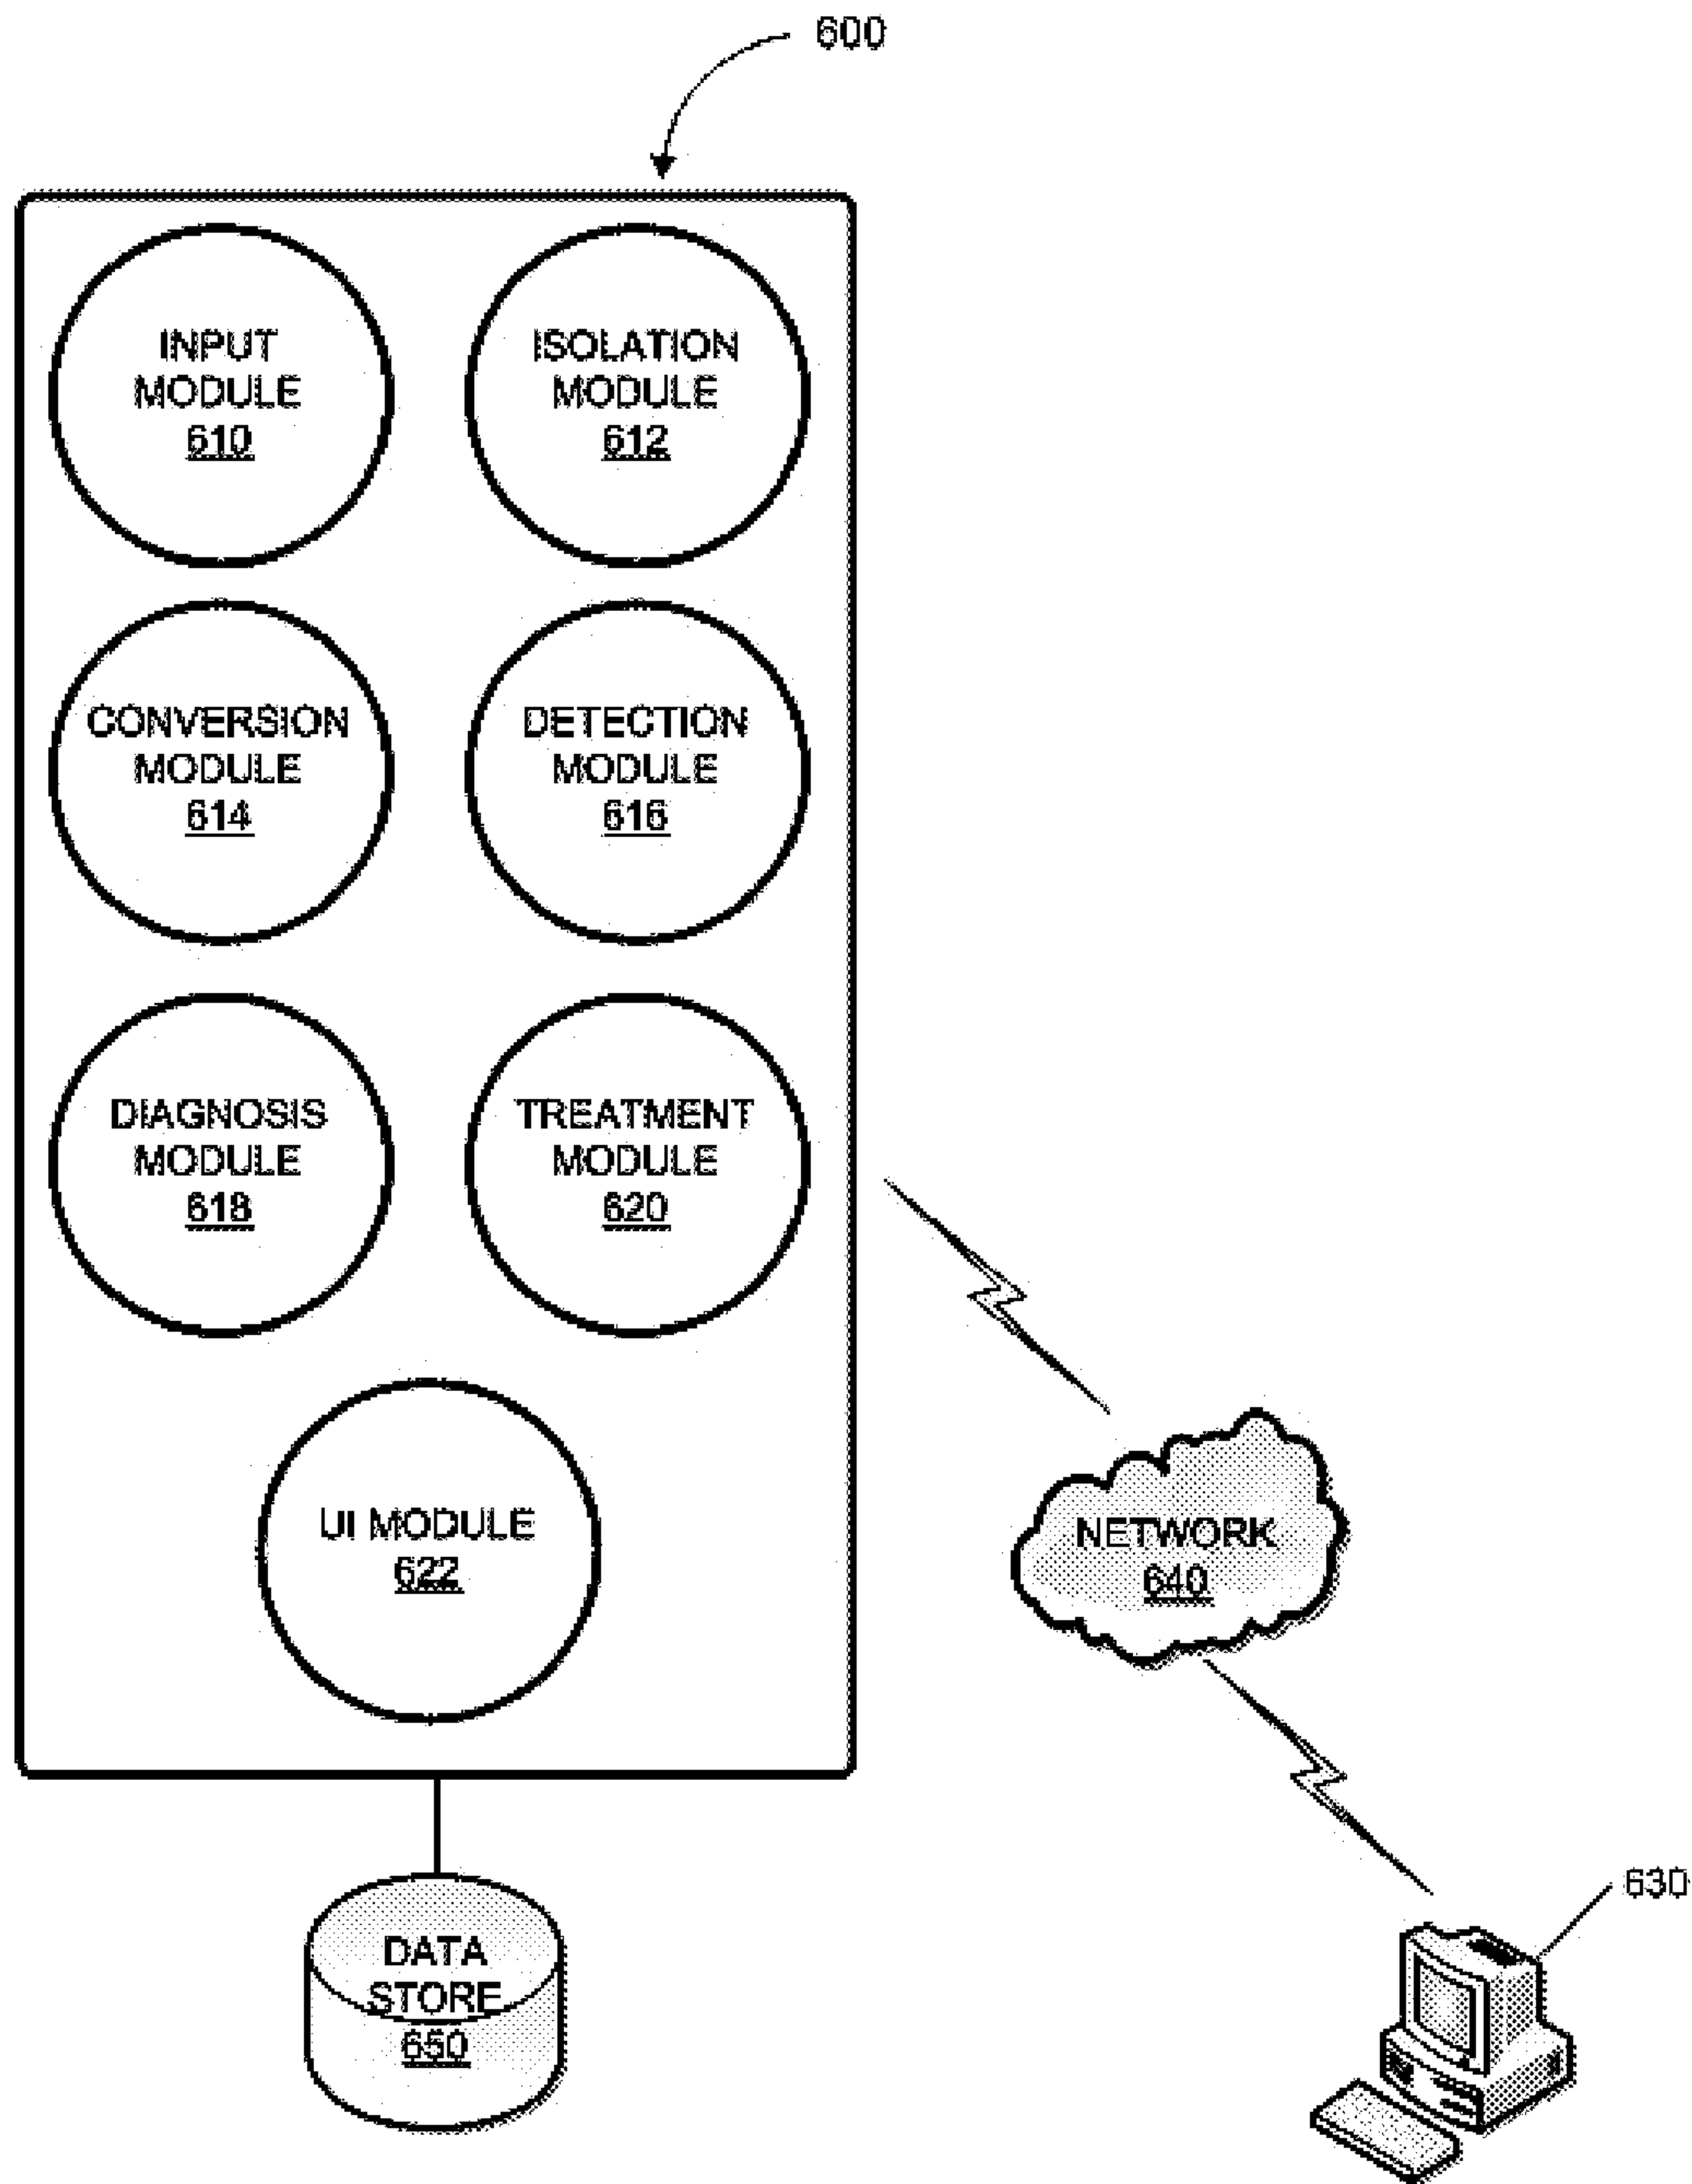 600
INPUT
MODULE
610
ISOLATION
MODULE
612
CONVERSION
MODULE
614
DETECTION
MODULE
616
DIAGNOSIS
MODULE
618
TREATMENT
MODULE
620
UI MODULE
622
NETWORK
640
630
DATA
STORE
650